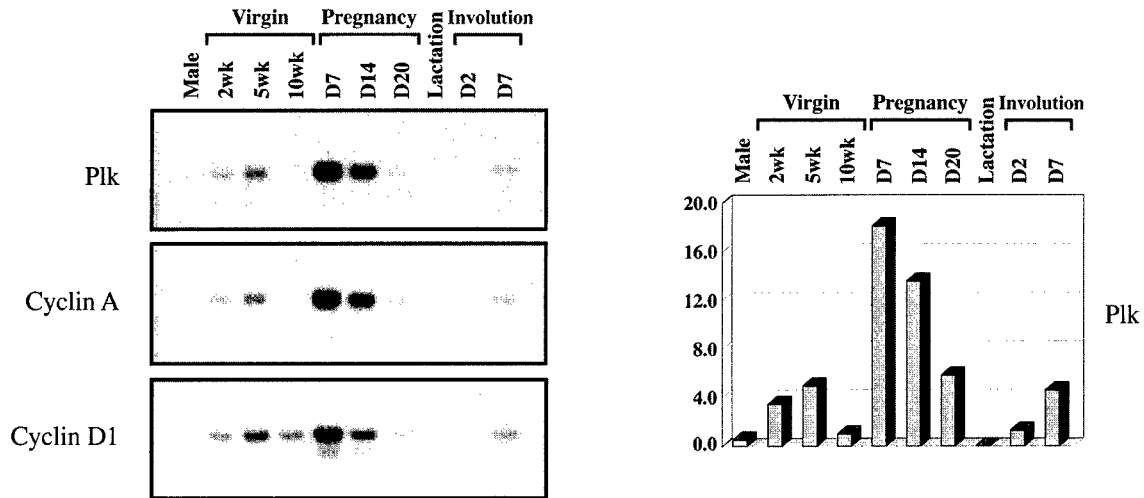 Virgin Pregnancy Involution
Male 2wk 5wk 10wk D7 D14 D20 Lactation D2 D7
Plk
Cyclin A
Cyclin D1
Virgin Pregnancy Involution
Male 2wk 5wk 10wk D7 D14 D20 Lactation D2 D7
20.0
16.0
12.0
8.0
4.0
0.0
Plk